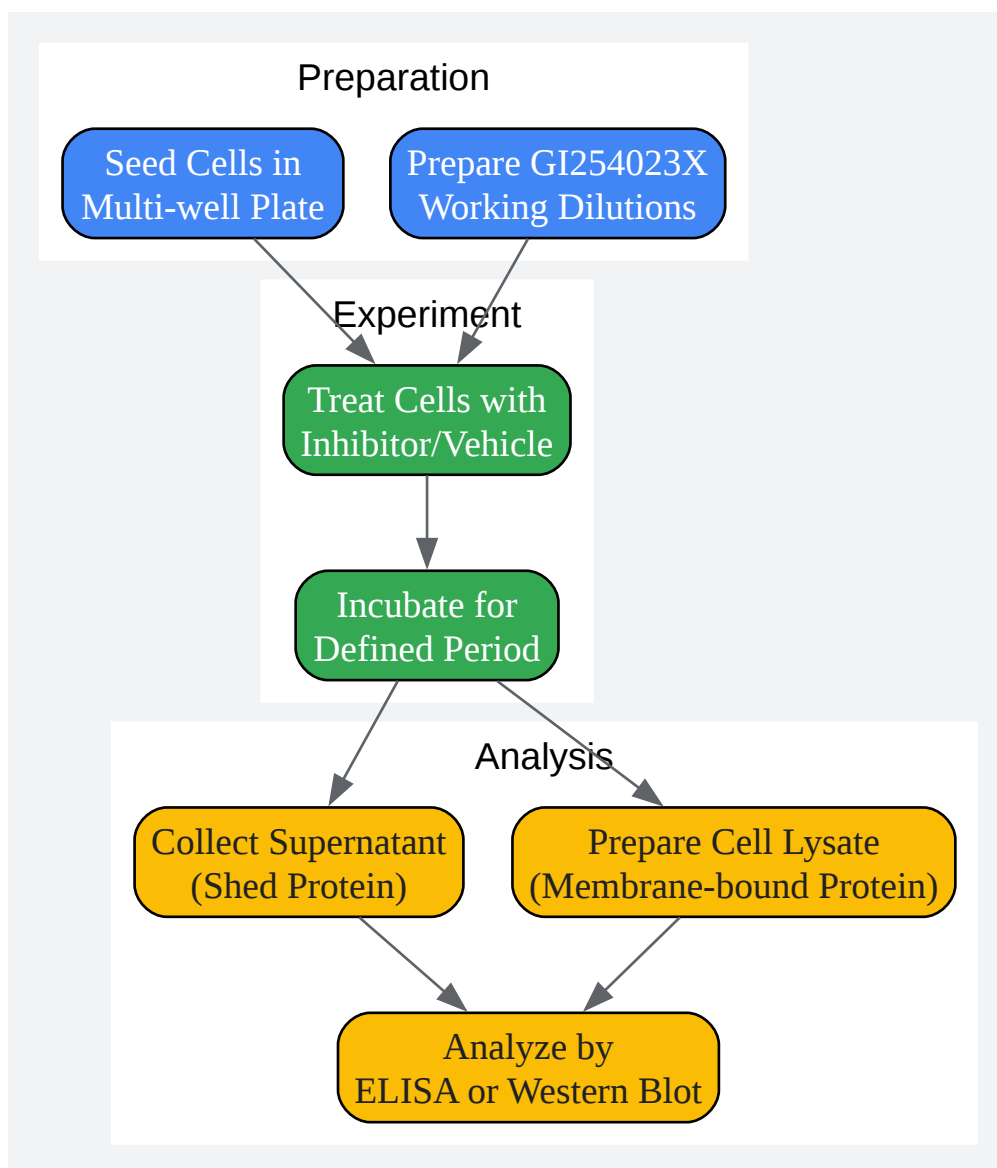 Preparation
Seed Cells in
Multi-well Plate
Prepare GI254023X
Working Dilutions
Experiment
Treat Cells with
Inhibitor/Vehicle
Incubate for
Defined Period
Analysis
Collect Supernatant
(Shed Protein)
Prepare Cell Lysate
(Membrane-bound Protein)
Analyze by
ELISA or Western Blot